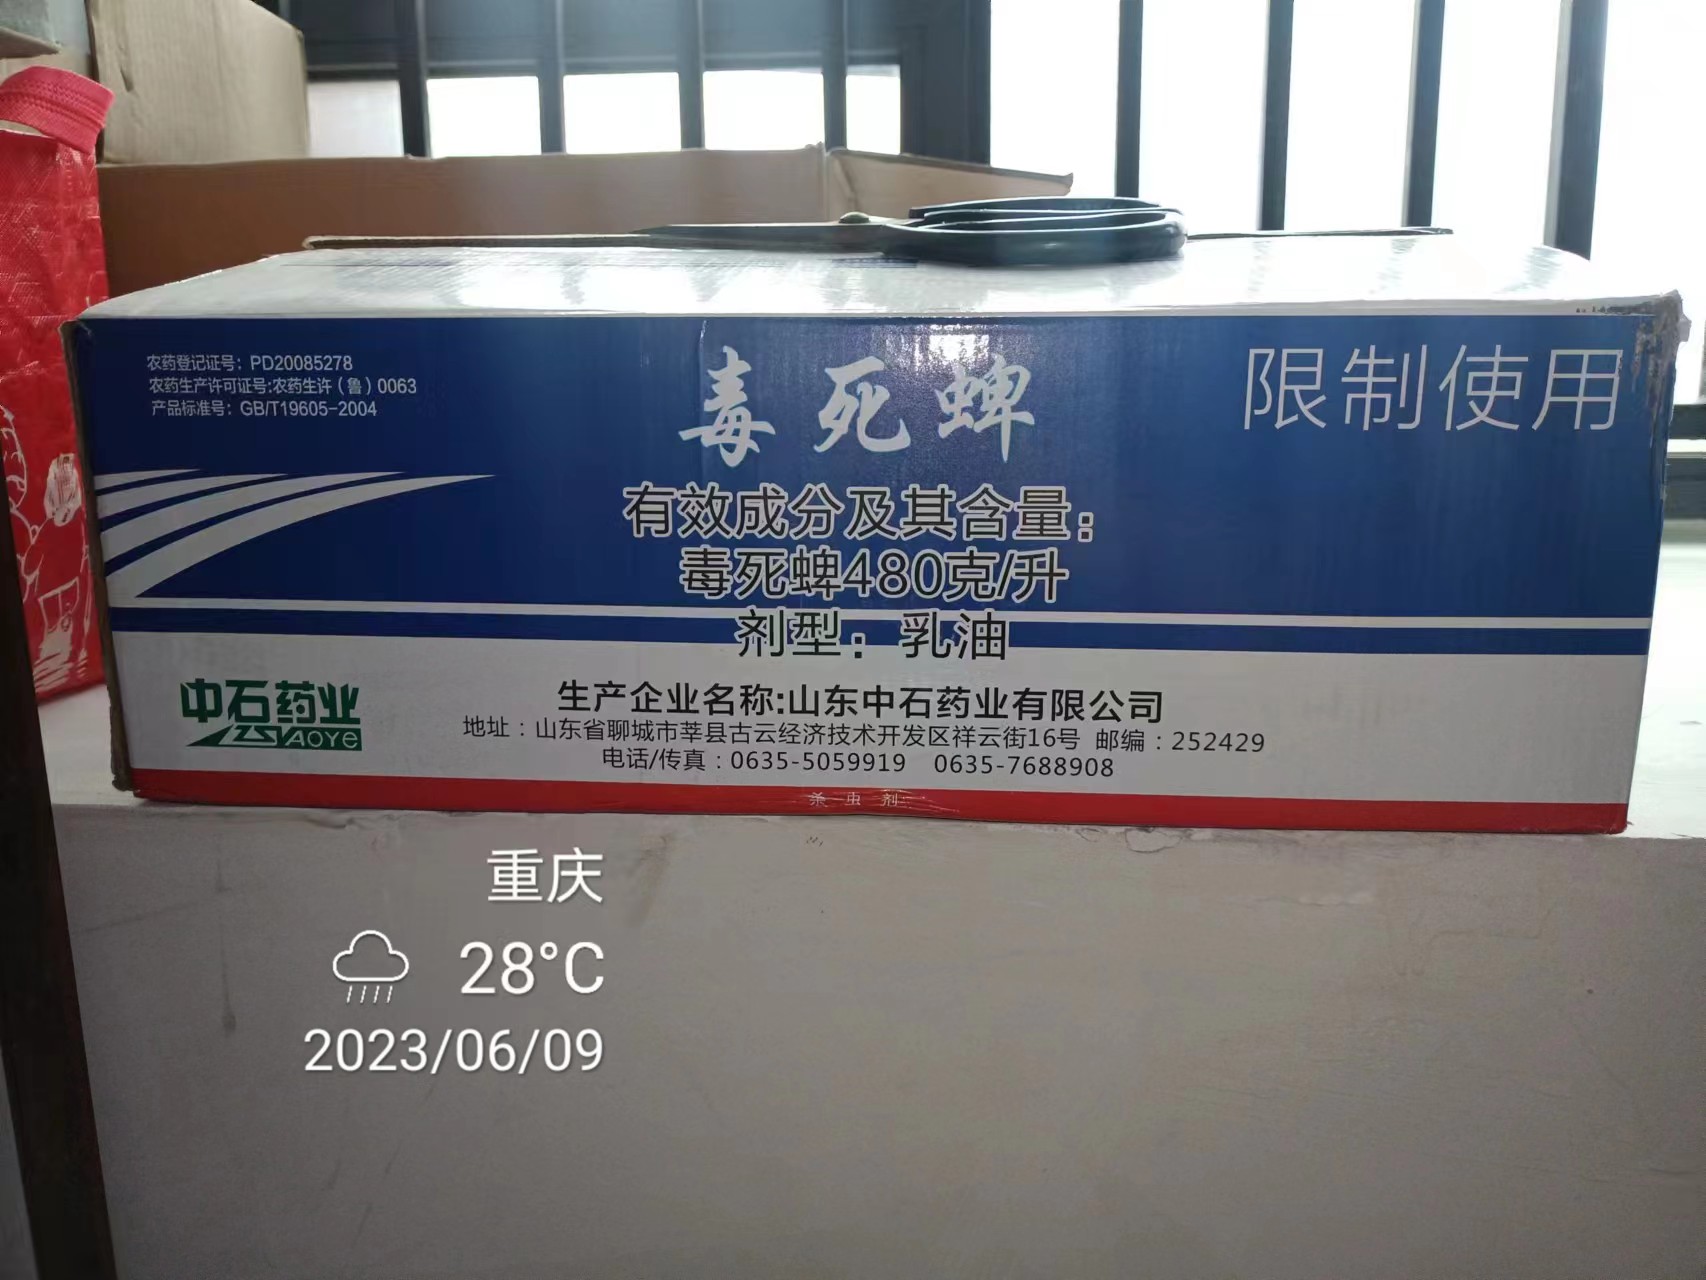 农药登记证号：PD20085278
农药生产许可证号:农药生许（鲁）0063
产品标准号：GB/T19605-2004
毒死蜱
限制使用
有效成分及其含量：
毒死蜱480克/升
剂型：乳油
中石药业
YAOYE
生产企业名称:山东中石药业有限公司
地址：山东省聊城市莘县古云经济技术开发区祥云街16号 邮编：252429
电话/传真：0635-5059919 0635-7688908
杀虫剂
重庆
28°C
2023/06/09